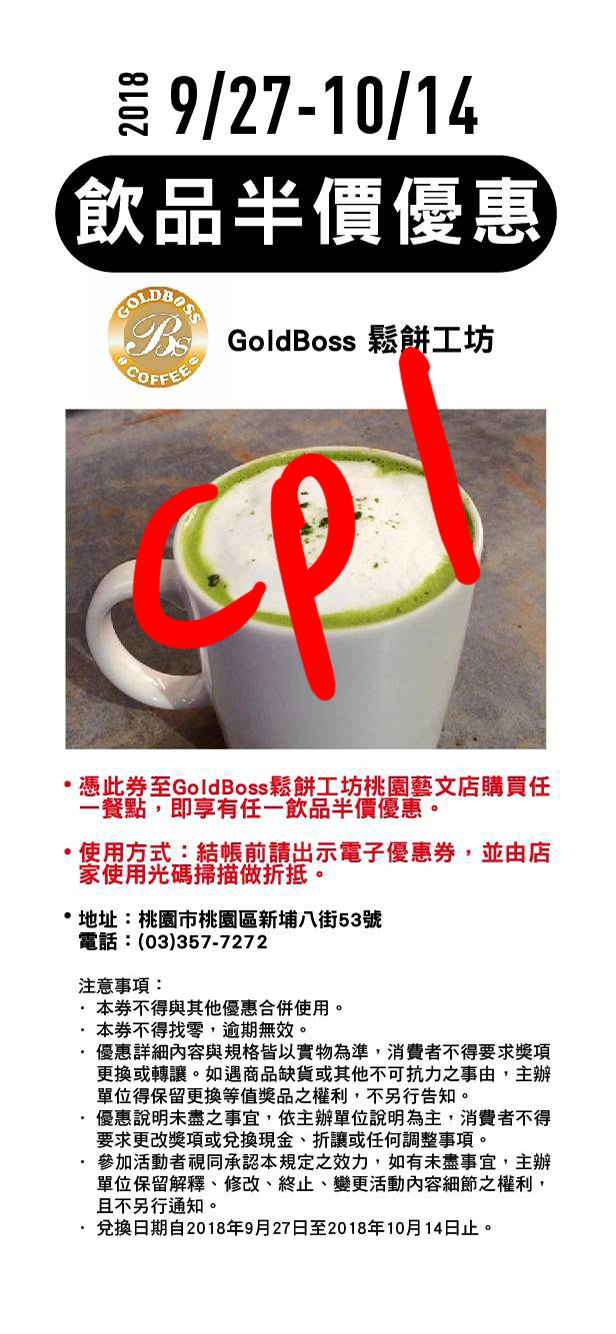 2018 9/27-10/14
飲品半價優惠
GOLDBOSS
Bs
COFFEE
GoldBoss 鬆餅工坊
cpl
•憑此券至GoldBoss鬆餅工坊桃園藝文店購買任
一餐點，即享有任一飲品半價優惠。
•使用方式：結帳前請出示電子優惠券，並由店
家使用光碼掃描做折抵。
•地址：桃園市桃園區新埔八街53號
電話：(03)357-7272
注意事項：
· 本券不得與其他優惠合併使用。
· 本券不得找零，逾期無效。
· 優惠詳細內容與規格皆以實物為準，消費者不得要求獎項
更換或轉讓。如遇商品缺貨或其他不可抗力之事由，主辦
單位得保留更換等值獎品之權利，不另行告知。
· 優惠說明未盡之事宜，依主辦單位說明為主，消費者不得
要求更改獎項或兌換現金、折讓或任何調整事項。
· 參加活動者視同承認本規定之效力，如有未盡事宜，主辦
單位保留解釋、修改、終止、變更活動內容細節之權利，
且不另行通知。
· 兌換日期自2018年9月27日至2018年10月14日止。